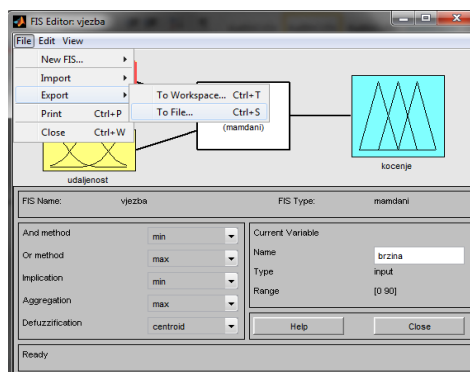 FIS Editor: vjezba
File Edit View
New FIS...
Import
Export
Print Ctrl+P
Close Ctrl+W
To Workspace... Ctrl+T
To File... Ctrl+S
(mamdani)
udaljenost
kocenje
FIS Name: vjezba FIS Type: mamdani
And method min
Or method max
Implication min
Aggregation max
Defuzzification centroid
Current Variable
Name brzina
Type input
Range [0 90]
Help Close
Ready